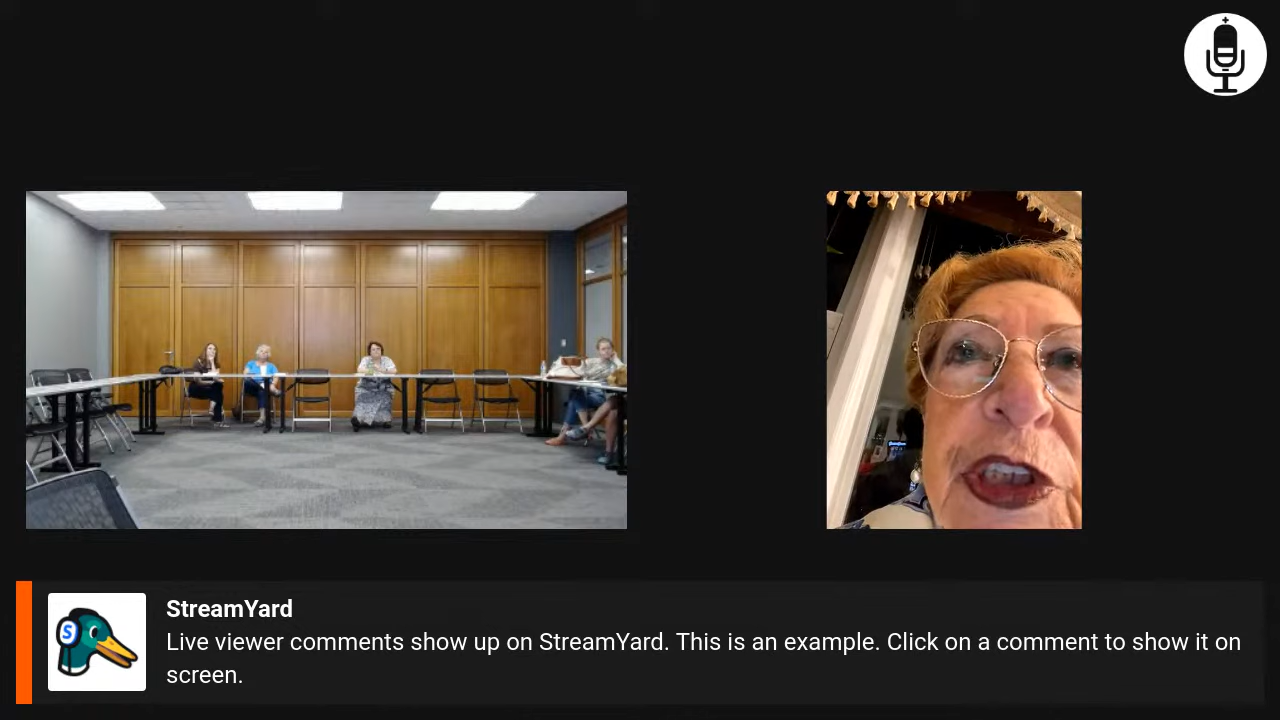 StreamYard
Live viewer comments show up on StreamYard. This is an example. Click on a comment to show it on
screen.
S